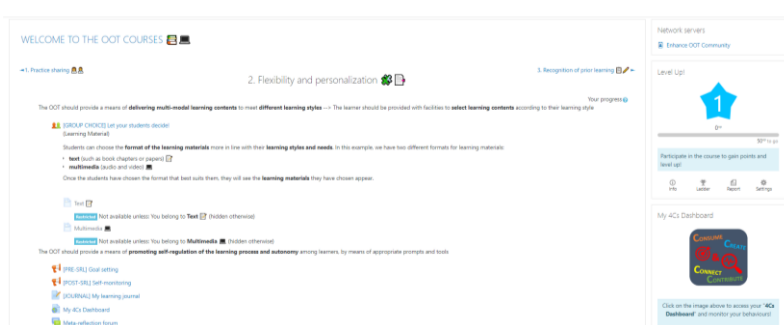 WELCOME TO THE OOT COURSES
1. Practice sharing
2. Flexibility and personalization
3. Recognition of prior learning
Your progress
The OOT should provide a means of delivering multi-modal learning contents to meet different learning styles --> The learner should be provided with facilities to select learning contents according to their learning style
[GROUP CHOICE] Let your students decide!
(Learning Material)
Students can choose the format of the learning materials more in line with their learning styles and needs. In this example, we have two different formats for learning materials:
• text (such as book chapters or papers)
• multimedia (audio and video)
Once the students have chosen the format that best suits them, they will see the learning materials they have chosen appear.
Text
Restricted Not available unless: You belong to Text (hidden otherwise)
Multimedia
Restricted Not available unless: You belong to Multimedia (hidden otherwise)
The OOT should provide a means of promoting self-regulation of the learning process and autonomy among learners, by means of appropriate prompts and tools
[PRE-SRL] Goal setting
[POST-SRL] Self-monitoring
[JOURNAL] My learning journal
My 4Cs Dashboard
Meta-reflection forum
Network servers
Enhance OOT Community
Level Up!
1
to go
Participate in the course to gain points and
level up!
Info Ladder Report Settings
My 4Cs Dashboard
CONSUME
CREATE
CONNECT
CONTRIBUTE
Click on the image above to access your "4Cs
Dashboard" and monitor your behaviours!